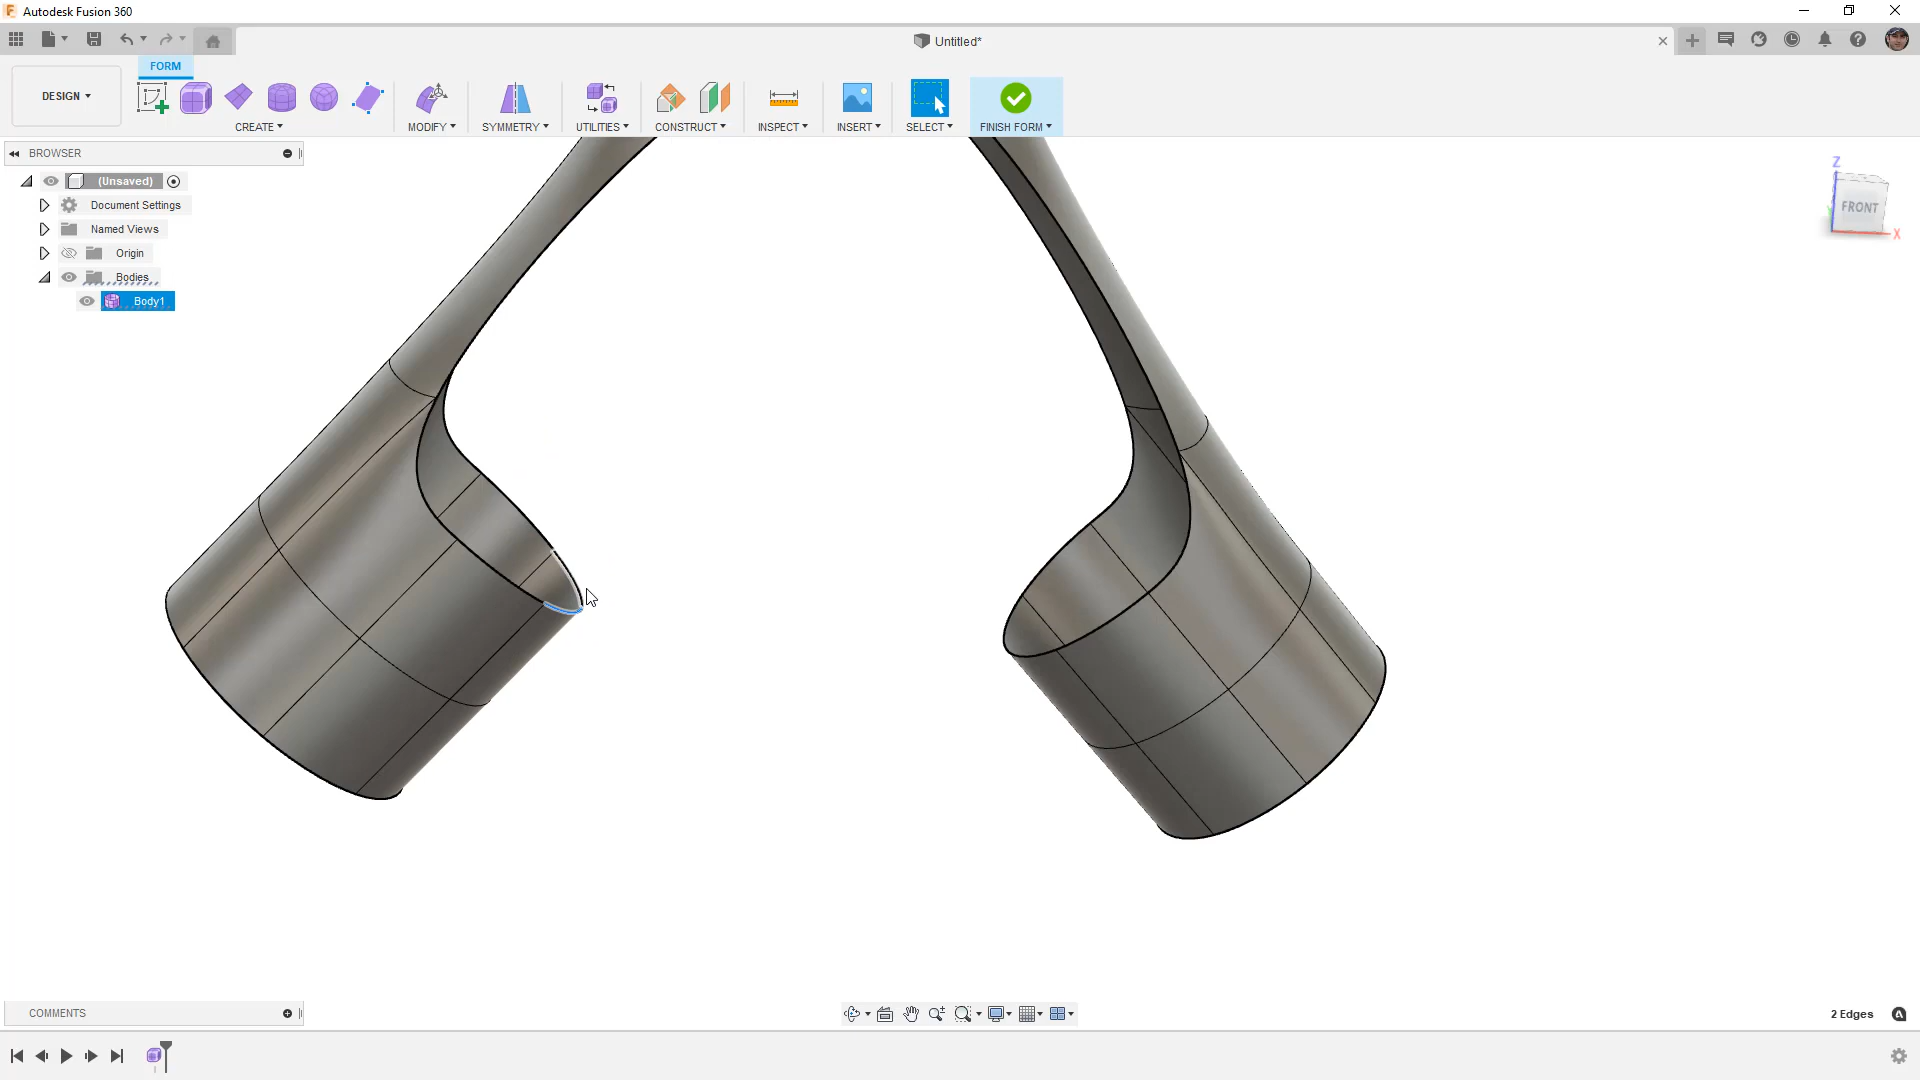 Autodesk Fusion 360
Untitled*
FORM
DESIGN
CREATE
MODIFY
SYMMETRY
UTILITIES
CONSTRUCT
INSPECT
INSERT
SELECT
FINISH FORM
BROWSER
(Unsaved)
Document Settings
Named Views
Origin
Bodies
Body1
Z
FRONT
X
COMMENTS
2 Edges